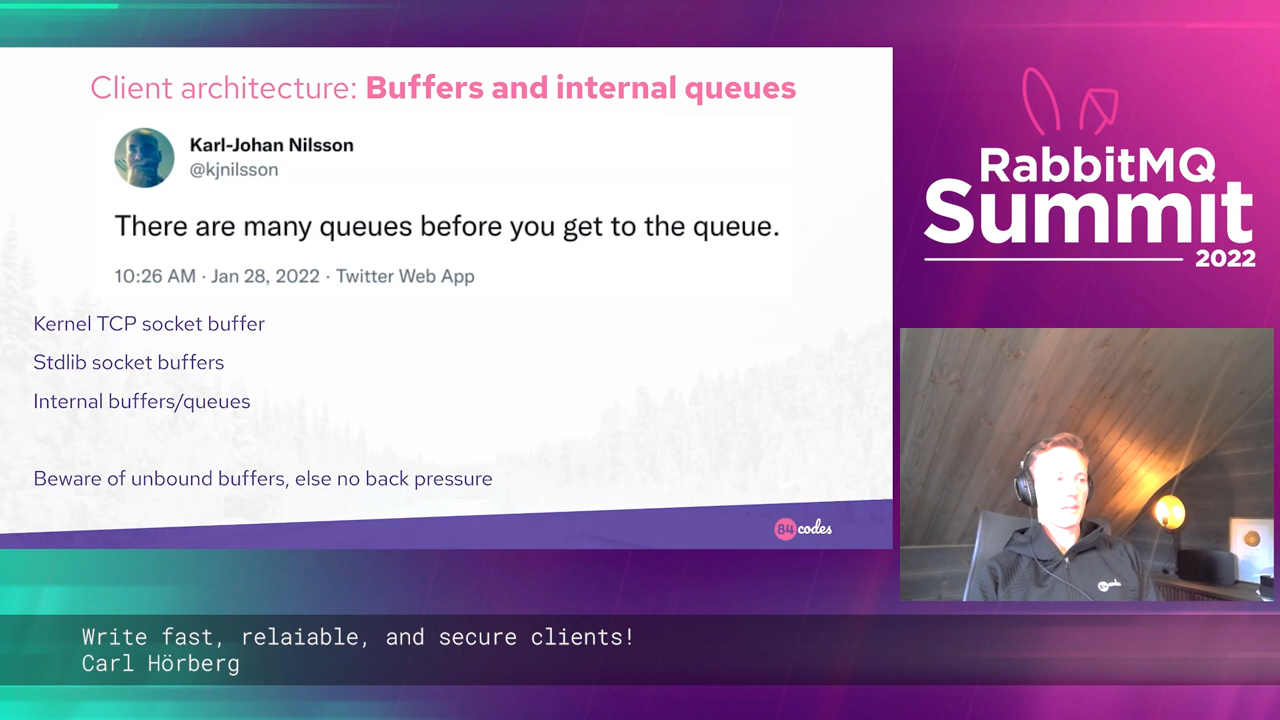 Client architecture: Buffers and internal queues
Karl-Johan Nilsson
@kjnilsson
There are many queues before you get to the queue.
10:26 AM · Jan 28, 2022 · Twitter Web App
Kernel TCP socket buffer
Stdlib socket buffers
Internal buffers/queues
Beware of unbound buffers, else no back pressure
84 codes
RabbitMQ
Summit
2022
Write fast, relaiable, and secure clients!
Carl Hörberg